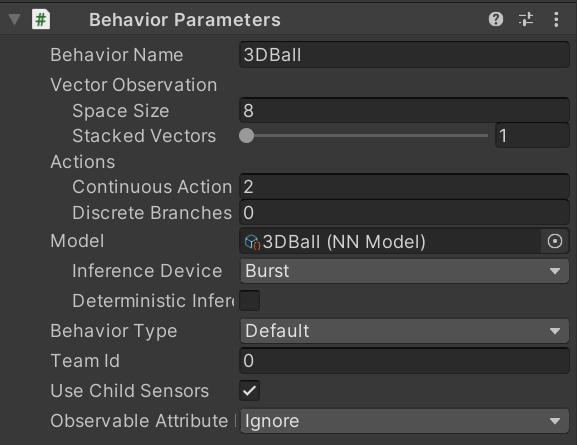 Behavior Parameters
Behavior Name 3DBall
Vector Observation
Space Size 8
Stacked Vectors 1
Actions
Continuous Action 2
Discrete Branches 0
Model 3DBall (NN Model)
Inference Device Burst
Deterministic Infere
Behavior Type Default
Team Id 0
Use Child Sensors
Observable Attribute Ignore